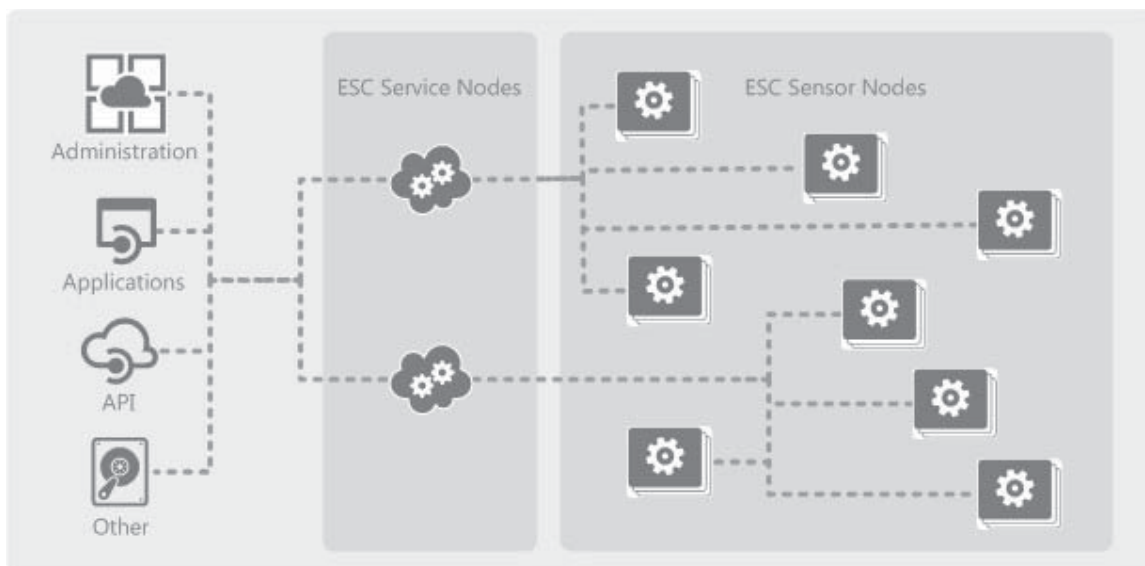 ESC Service Nodes
ESC Sensor Nodes
Administration
Applications
API
Other